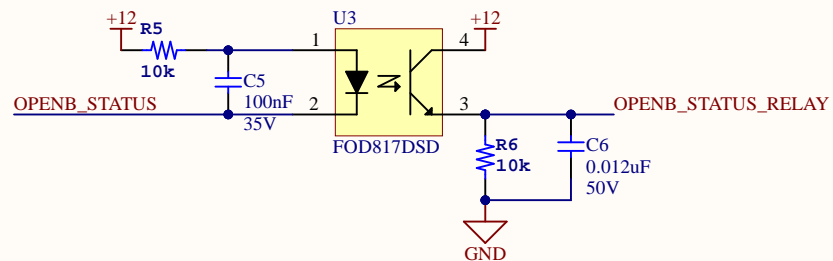 +12
R5
10k
U3
+12
1
4
C5
100nF
35V
OPENB_STATUS
2
3
OPENB_STATUS_RELAY
FOD817DSD
R6
10k
C6
0.012uF
50V
GND